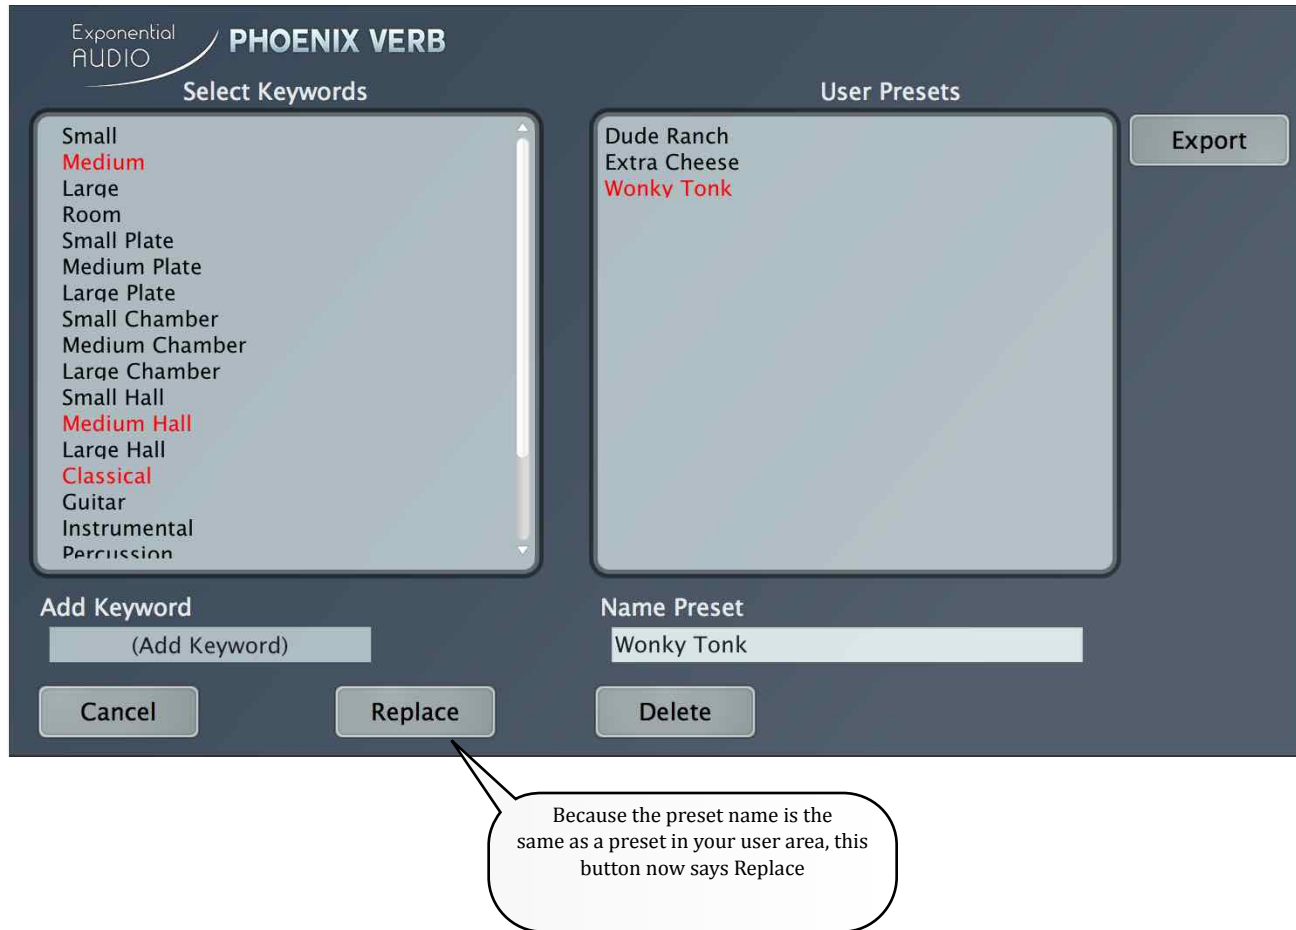 Exponential
AUDIO
PHOENIX VERB
Select Keywords
Small
Medium
Large
Room
Small Plate
Medium Plate
Large Plate
Small Chamber
Medium Chamber
Large Chamber
Small Hall
Medium Hall
Large Hall
Classical
Guitar
Instrumental
Percussion
User Presets
Dude Ranch
Extra Cheese
Wonky Tonk
Export
Add Keyword
(Add Keyword)
Name Preset
Wonky Tonk
Cancel
Replace
Delete
Because the preset name is the
same as a preset in your user area, this
button now says Replace